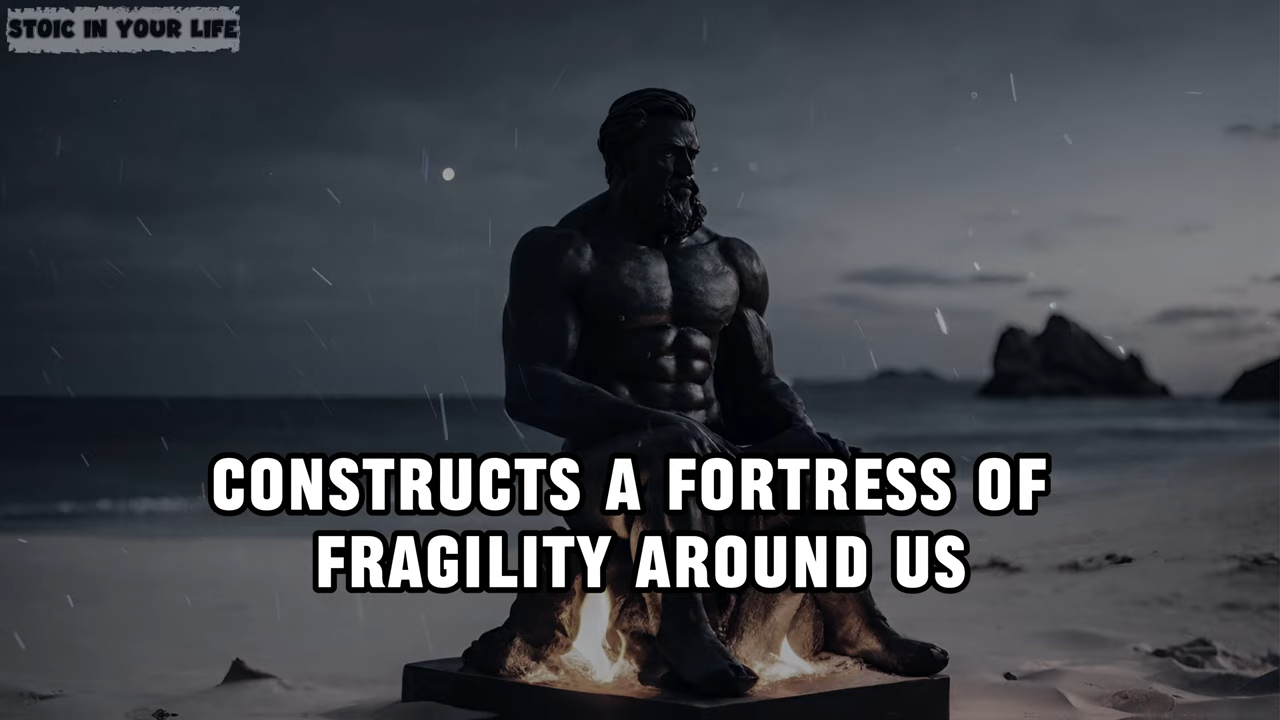 STOIC IN YOUR LIFE
CONSTRUCTS A FORTRESS OF
FRAGILITY AROUND US